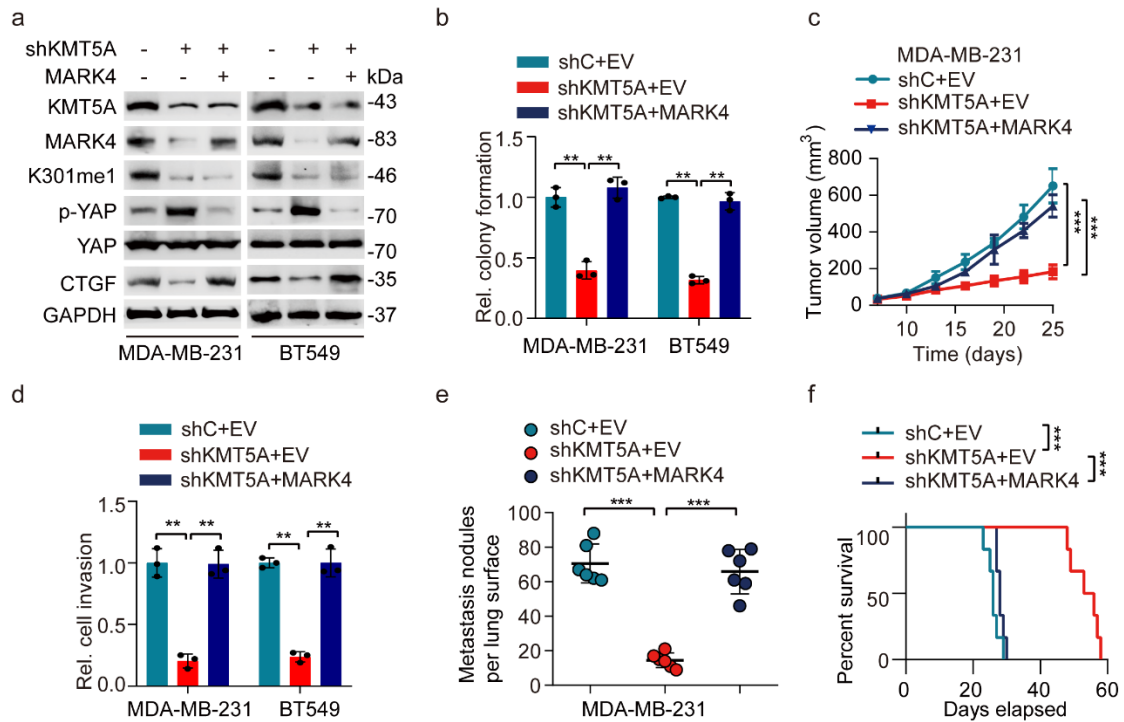 a
shKMT5A - + + - + +
MARK4 - - + - - + kDa
KMT5A -43
MARK4 -83
K301me1 -46
p-YAP -70
YAP -70
CTGF -35
GAPDH -37
MDA-MB-231 BT549
b
shC+EV
shKMT5A+EV
shKMT5A+MARK4
Rel. colony formation
1.5
1.0
0.5
0.0
** ** ** **
MDA-MB-231 BT549
c
MDA-MB-231
shC+EV
shKMT5A+EV
shKMT5A+MARK4
Tumor volume (mm³)
800
600
400
200
0
*** ***
10 15 20 25
Time (days)
d
shC+EV
shKMT5A+EV
shKMT5A+MARK4
Rel. cell invasion
1.5
1.0
0.5
0.0
** ** ** **
MDA-MB-231 BT549
e
shC+EV
shKMT5A+EV
shKMT5A+MARK4
Metastasis nodules
per lung surface
100
80
60
40
20
0
*** ***
MDA-MB-231
f
shC+EV
shKMT5A+EV
shKMT5A+MARK4
*** ***
Percent survival
100
50
0
0 20 40 60
Days elapsed